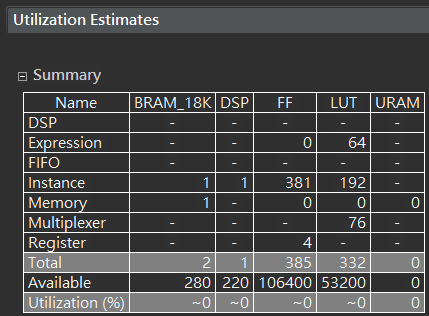 Utilization Estimates
Summary
Name BRAM_18K DSP FF LUT URAM
DSP - - - - -
Expression - - 0 64 -
FIFO - - - - -
Instance 1 1 381 192 -
Memory 1 - 0 0 0
Multiplexer - - - 76 -
Register - - 4 - -
Total 2 1 385 332 0
Available 280 220 106400 53200 0
Utilization (%) ~0 ~0 ~0 ~0 0